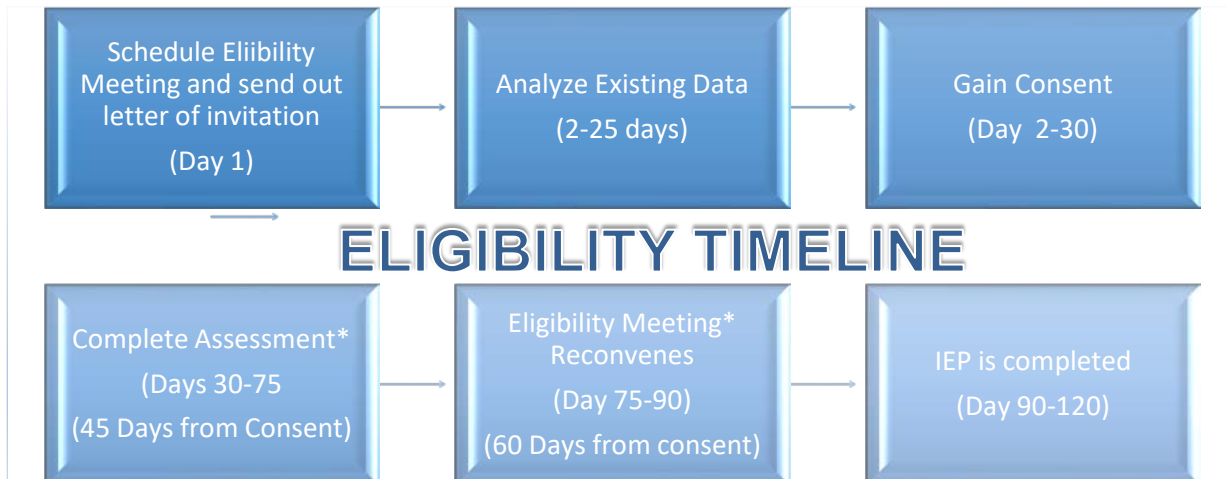 Schedule Eliibility
Meeting and send out
letter of invitation
(Day 1)
Analyze Existing Data
(2-25 days)
Gain Consent
(Day 2-30)
ELIGIBILITY TIMELINE
Complete Assessment*
(Days 30-75
(45 Days from Consent)
Eligibility Meeting*
Reconvenes
(Day 75-90)
(60 Days from consent)
IEP is completed
(Day 90-120)